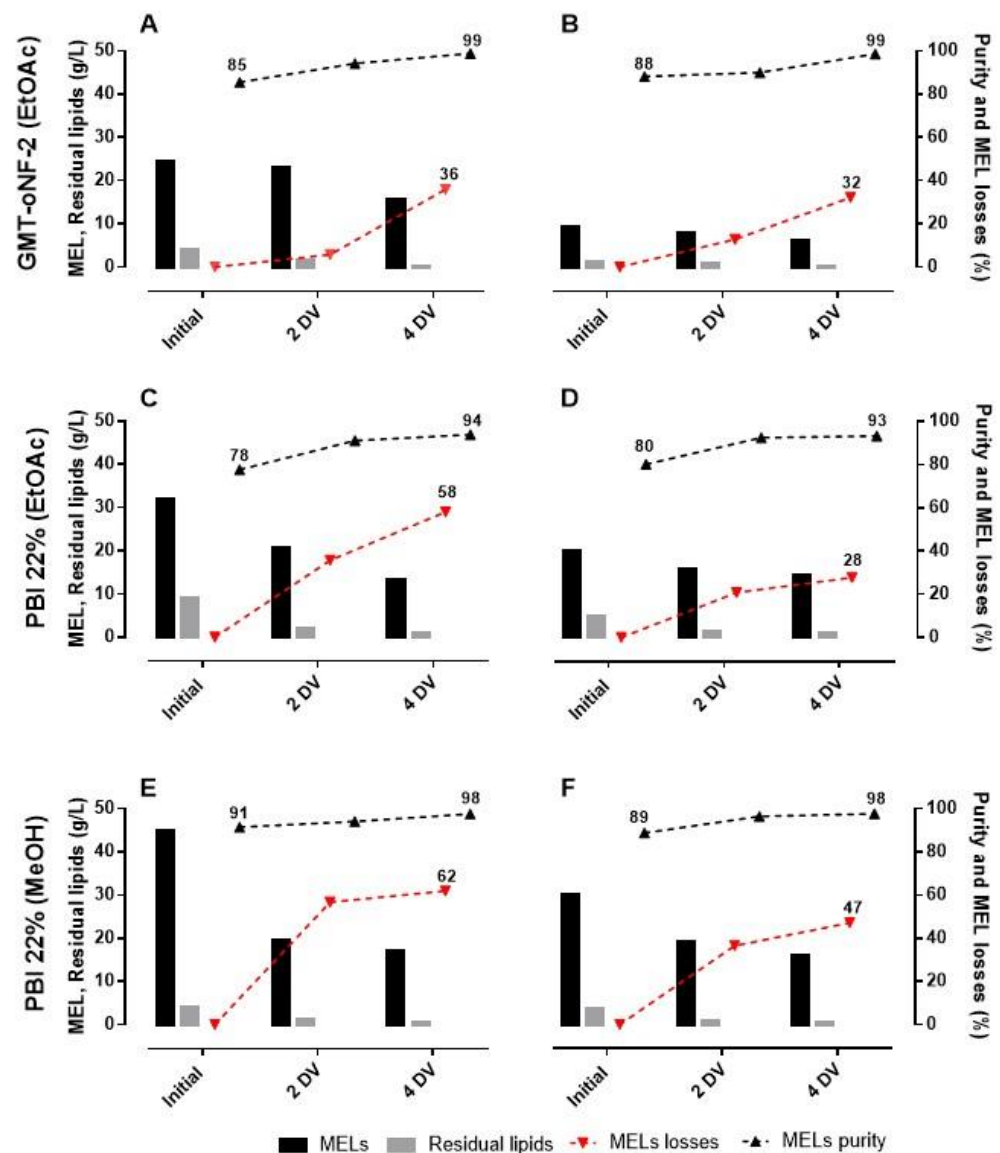 A
B
GMT-oNF-2 (EtOAc)
MEL, Residual lipids (g/L)
50
40
30
20
10
0
85
99
36
Initial
2 DV
4 DV
88
99
32
Initial
2 DV
4 DV
100
80
60
40
20
0
Purity and MEL losses (%)
C
D
PBI 22% (EtOAc)
MEL, Residual lipids (g/L)
50
40
30
20
10
0
78
94
58
Initial
2 DV
4 DV
80
93
28
Initial
2 DV
4 DV
100
80
60
40
20
0
Purity and MEL losses (%)
E
F
PBI 22% (MeOH)
MEL, Residual lipids (g/L)
50
40
30
20
10
0
91
98
62
Initial
2 DV
4 DV
89
98
47
Initial
2 DV
4 DV
100
80
60
40
20
0
Purity and MEL losses (%)
MELs Residual lipids MELs losses MELs purity